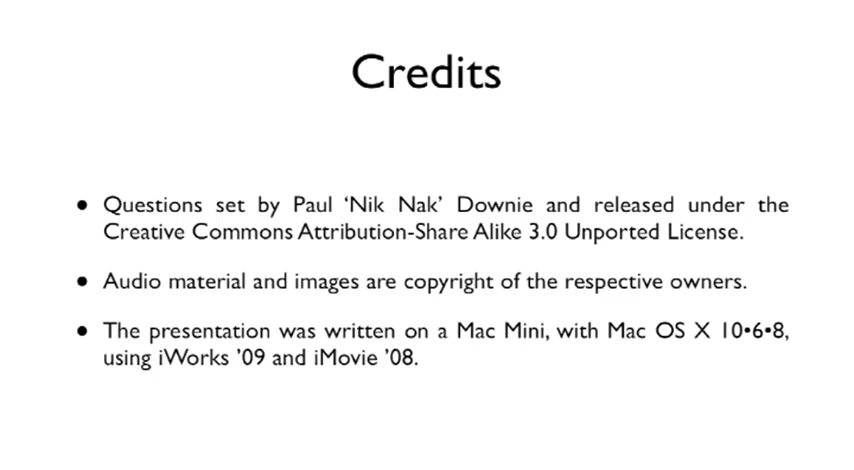 Credits
• Questions set by Paul ‘Nik Nak’ Downie and released under the
Creative Commons Attribution-Share Alike 3.0 Unported License.
• Audio material and images are copyright of the respective owners.
• The presentation was written on a Mac Mini, with Mac OS X 10•6•8,
using iWorks ’09 and iMovie ’08.